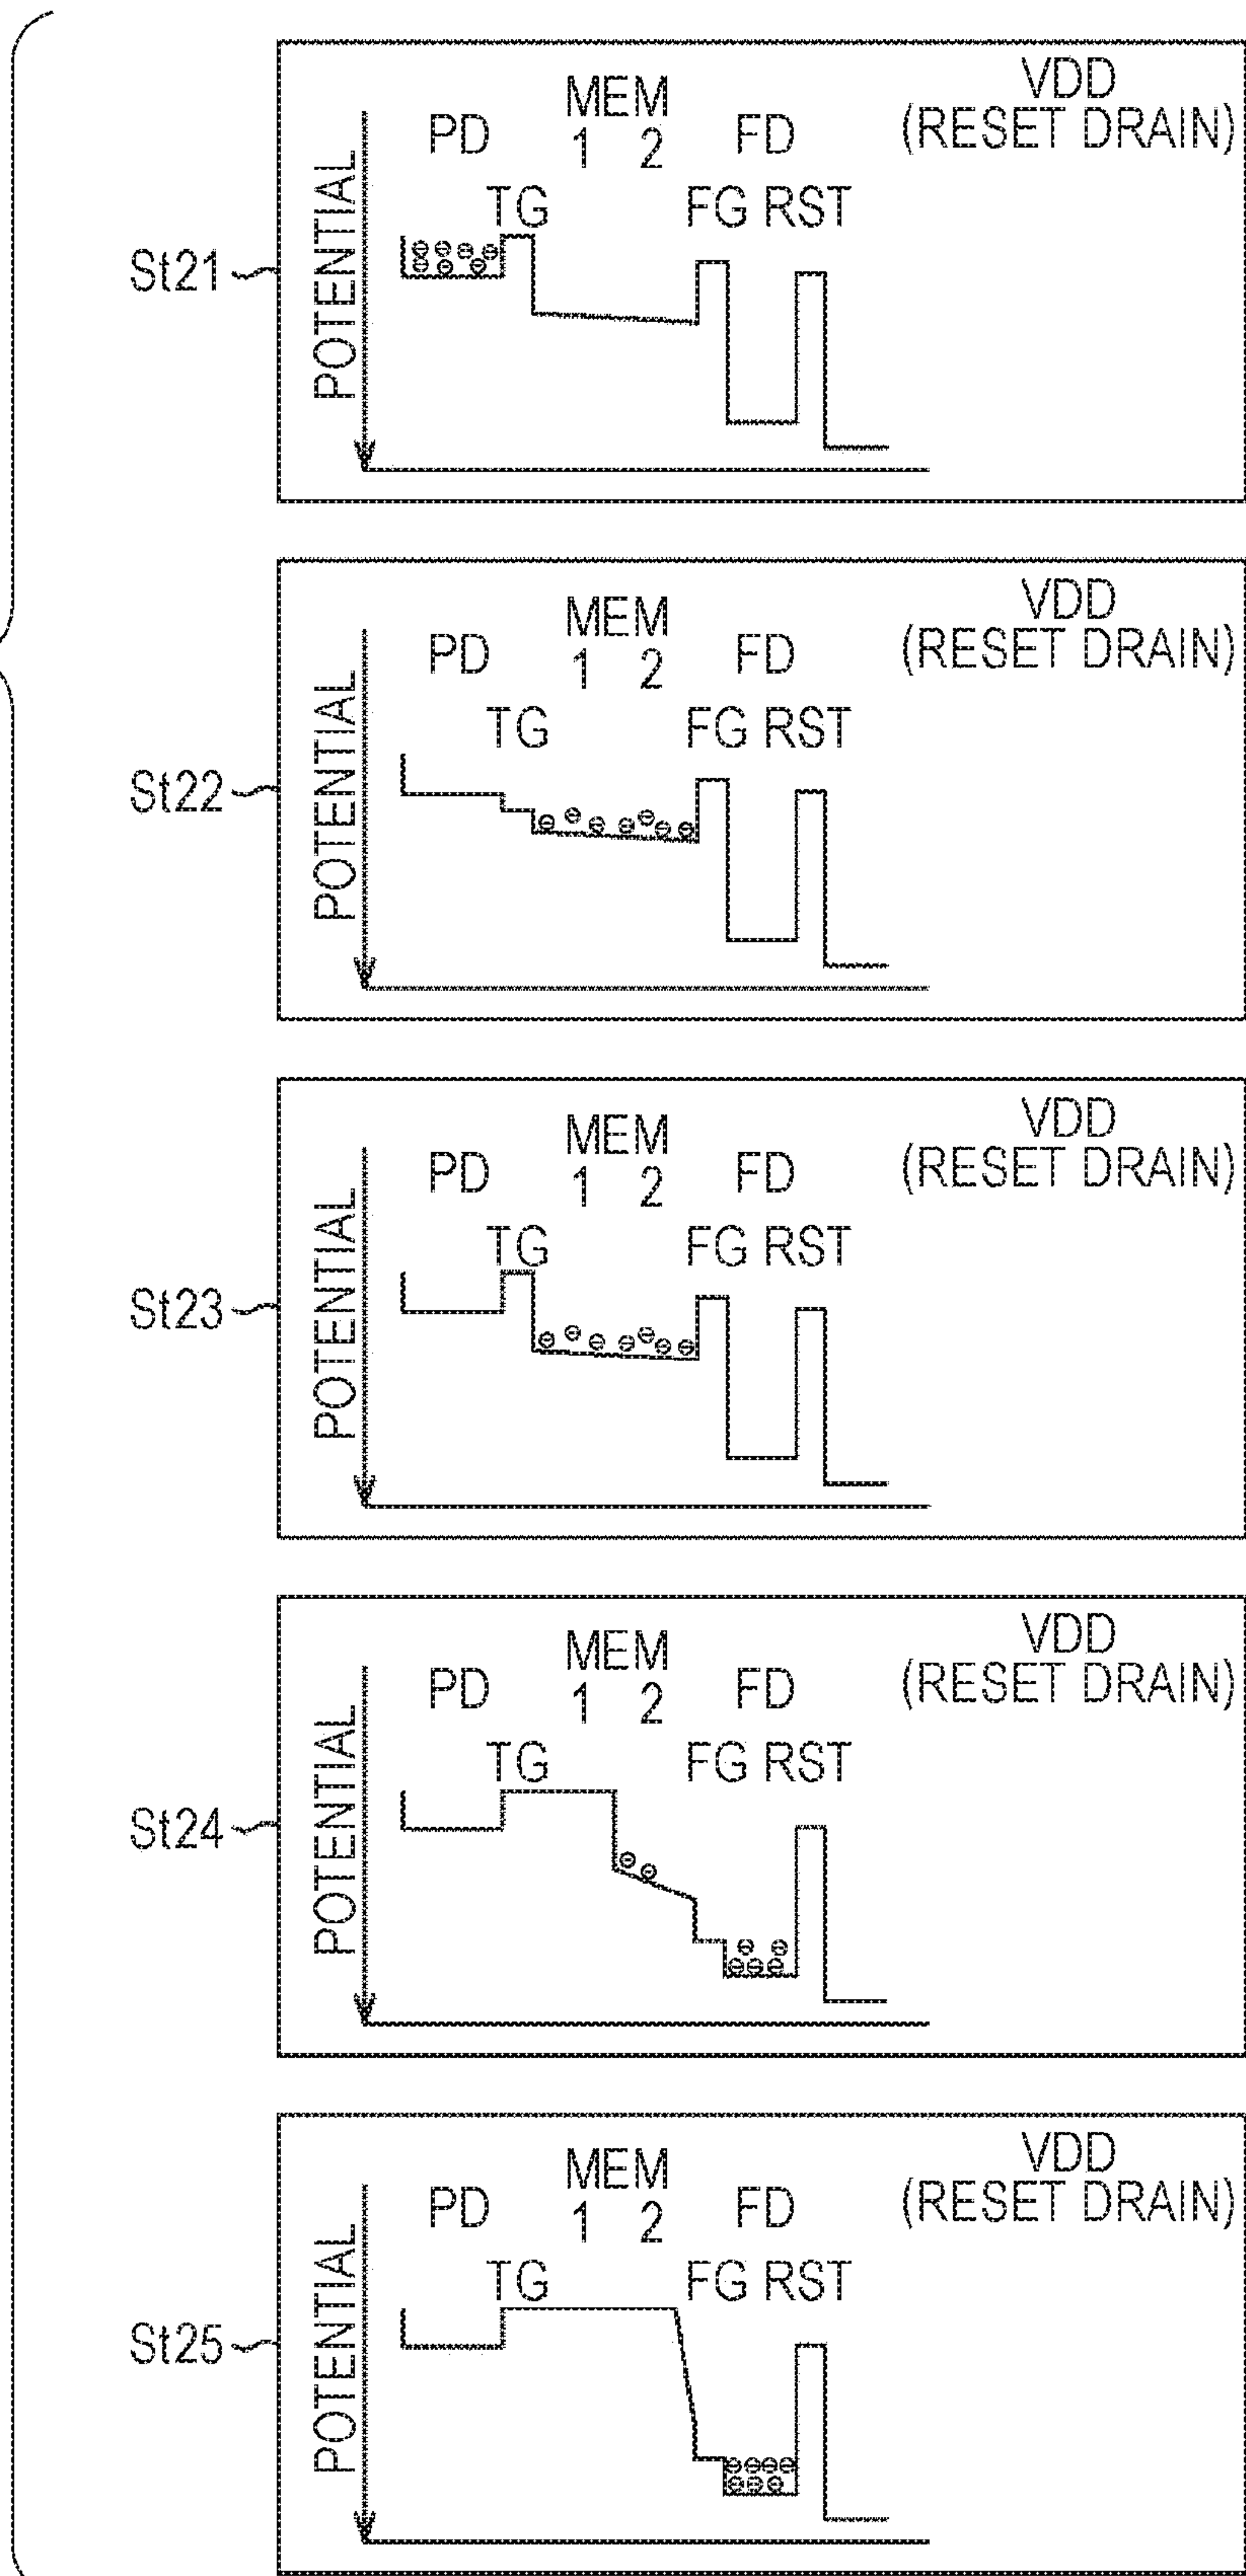 St21
POTENTIAL
PD
MEM
1 2
FD
VDD
(RESET DRAIN)
TG
FG RST
St22
POTENTIAL
PD
MEM
1 2
FD
VDD
(RESET DRAIN)
TG
FG RST
St23
POTENTIAL
PD
MEM
1 2
FD
VDD
(RESET DRAIN)
TG
FG RST
St24
POTENTIAL
PD
MEM
1 2
FD
VDD
(RESET DRAIN)
TG
FG RST
St25
POTENTIAL
PD
MEM
1 2
FD
VDD
(RESET DRAIN)
TG
FG RST